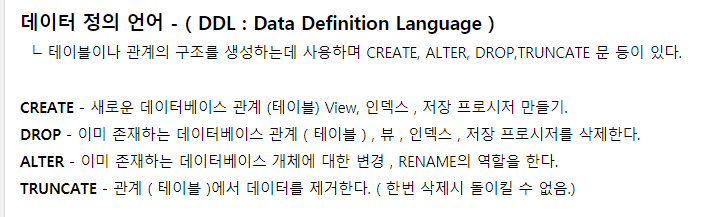 데이터 정의 언어 - ( DDL : Data Definition Language )
ㄴ 테이블이나 관계의 구조를 생성하는데 사용하며 CREATE, ALTER, DROP,TRUNCATE 문 등이 있다.
CREATE - 새로운 데이터베이스 관계 (테이블) View, 인덱스 , 저장 프로시저 만들기.
DROP - 이미 존재하는 데이터베이스 관계 ( 테이블 ) , 뷰 , 인덱스 , 저장 프로시저를 삭제한다.
ALTER - 이미 존재하는 데이터베이스 개체에 대한 변경 , RENAME의 역할을 한다.
TRUNCATE - 관계 ( 테이블 )에서 데이터를 제거한다. ( 한번 삭제시 돌이킬 수 없음.)